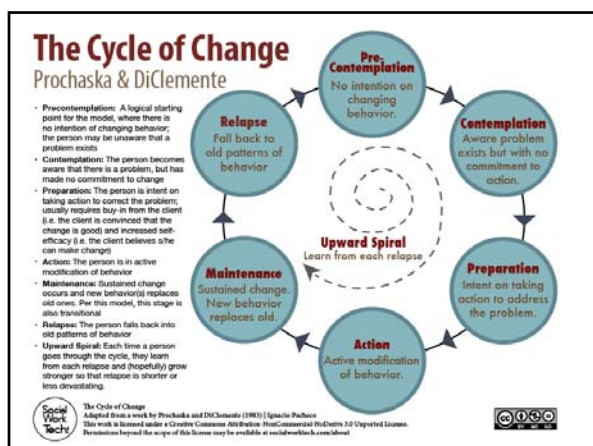 The Cycle of Change
Prochaska & DiClemente
· Precontemplation: A logical starting
point for the model, where there is
no intention of changing behavior;
the person may be unaware that a
problem exists
· Contemplation: The person becomes
aware that there is a problem, but has
made no commitment to change
· Preparation: The person is intent on
taking action to correct the problem;
usually requires buy-in from the client
(i.e. the client is convinced that the
change is good) and increased self-
efficacy (i.e. the client believes s/he
can make change)
· Action: The person is in active
modification of behavior
· Maintenance: Sustained change
occurs and new behavior(s) replaces
old ones. Per this model, this stage is
also transitional
· Relapse: The person falls back into
old patterns of behavior
· Upward Spiral: Each time a person
goes through the cycle, they learn
from each relapse and (hopefully) grow
stronger so that relapse is shorter or
less devastating.
Pre-
Contemplation
No intention on
changing
behavior.
Contemplation
Aware problem
exists but with no
commitment to
action.
Preparation
Intent on taking
action to address
the problem.
Action
Active modification
of behavior.
Maintenance
Sustained change.
New behavior
replaces old.
Relapse
Fall back to
old patterns of
behavior
Upward Spiral
Learn from each relapse
Social
Work
Tech!
The Cycle of Change
Adapted from a work by Prochaska and DiClemente (1983) | Ignacio Pacheco
This work is licensed under a Creative Commons Attribution-NonCommercial-NoDerivs 3.0 Unported License.
Permissions beyond the scope of this license may be available at socialworktech.com/about
CC
BY NC ND